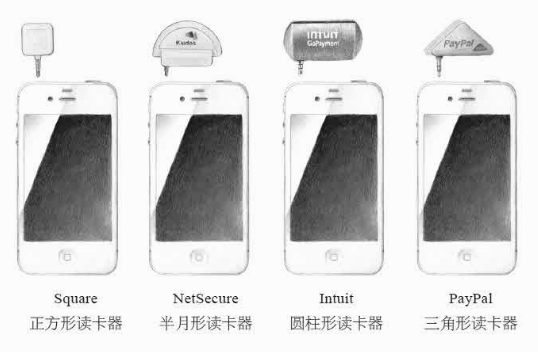 Kudos
intuit
GoPayment
PayPal
Square
NetSecure
Intuit
PayPal
正方形读卡器
半月形读卡器
圆柱形读卡器
三角形读卡器